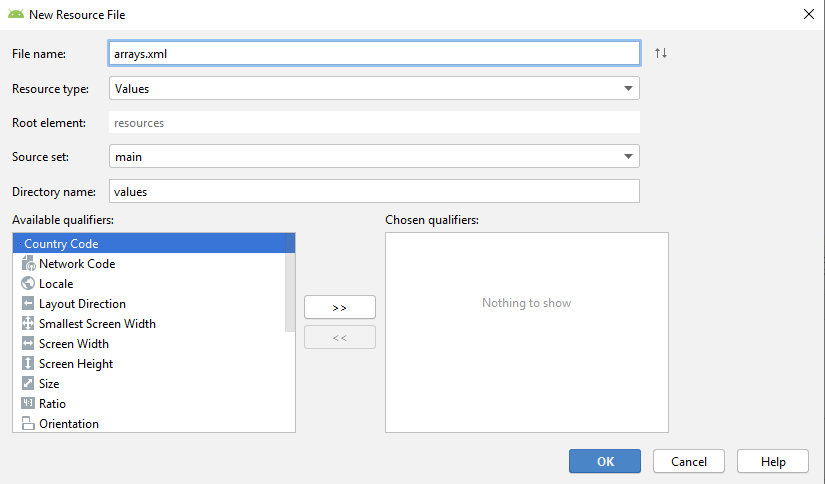 New Resource File
File name: arrays.xml
Resource type: Values
Root element: resources
Source set: main
Directory name: values
Available qualifiers: Chosen qualifiers:
Country Code
Network Code
Locale
Layout Direction
Smallest Screen Width
Screen Width
Screen Height
Size
Ratio
Orientation
>>
<<
Nothing to show
OK Cancel Help